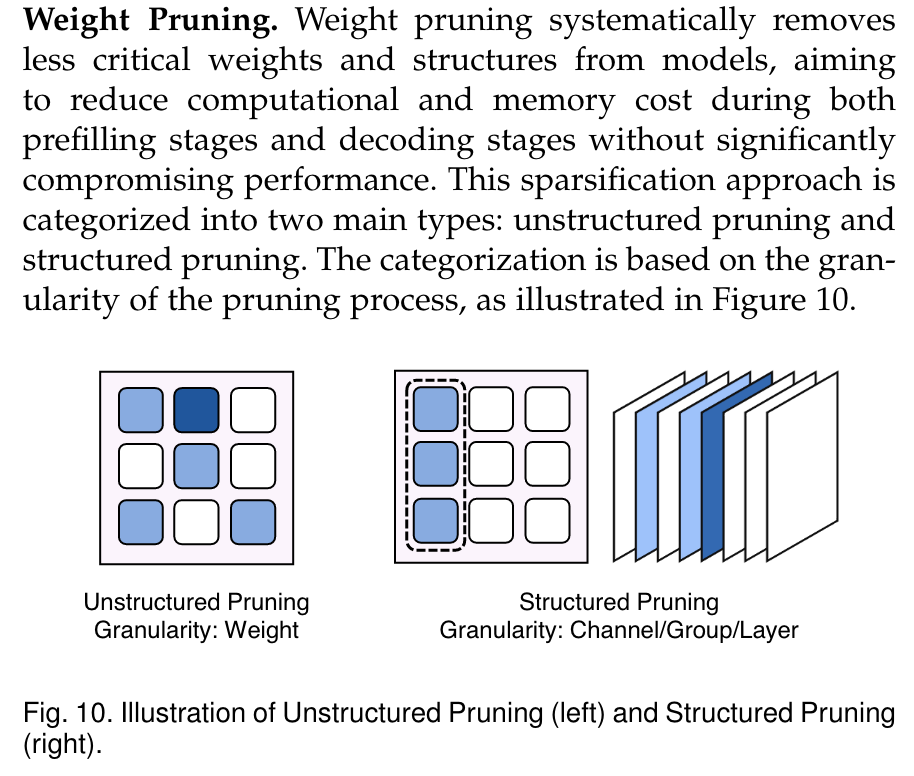 Weight Pruning. Weight pruning systematically removes
less critical weights and structures from models, aiming
to reduce computational and memory cost during both
prefilling stages and decoding stages without significantly
compromising performance. This sparsification approach is
categorized into two main types: unstructured pruning and
structured pruning. The categorization is based on the gran-
ularity of the pruning process, as illustrated in Figure 10.
Unstructured Pruning
Granularity: Weight
Structured Pruning
Granularity: Channel/Group/Layer
Fig. 10. Illustration of Unstructured Pruning (left) and Structured Pruning
(right).